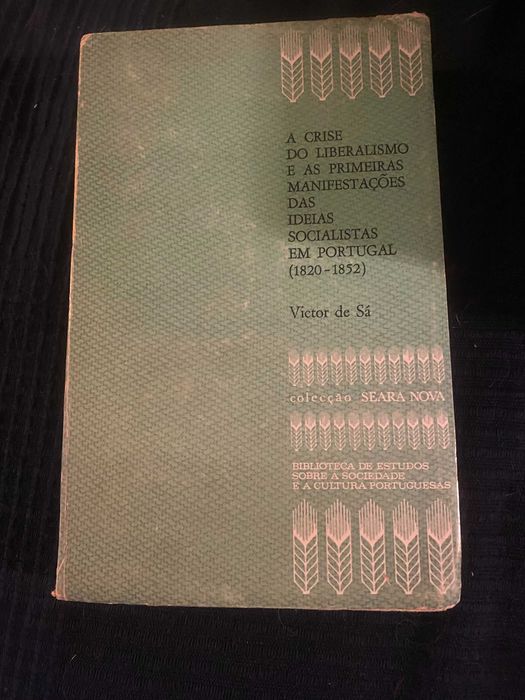 A CRISE
DO LIBERALISMO
E AS PRIMEIRAS
MANIFESTAÇÕES
DAS
IDEIAS
SOCIALISTAS
EM PORTUGAL
(1820-1852)
Victor de Sá
colecção SEARA NOVA
BIBLIOTECA DE ESTUDOS
SOBRE A SOCIEDADE
E A CULTURA PORTUGUESAS